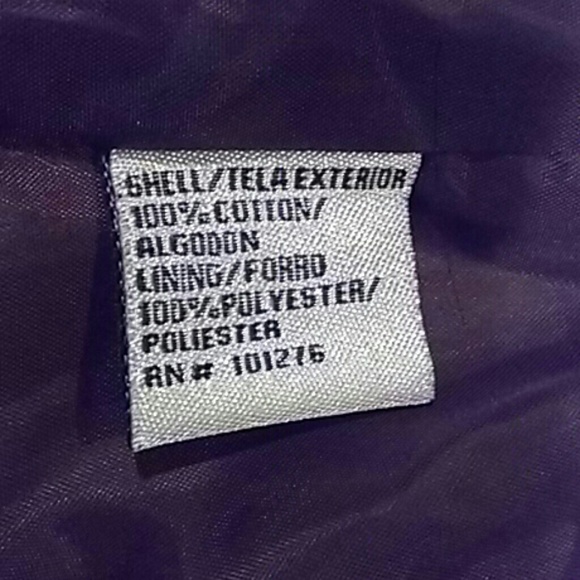 SHELL/TELA EXTERIOR
100% COTTON/
ALGODON
LINING/FORRO
100% POLYESTER/
POLIESTER
RN# 101276